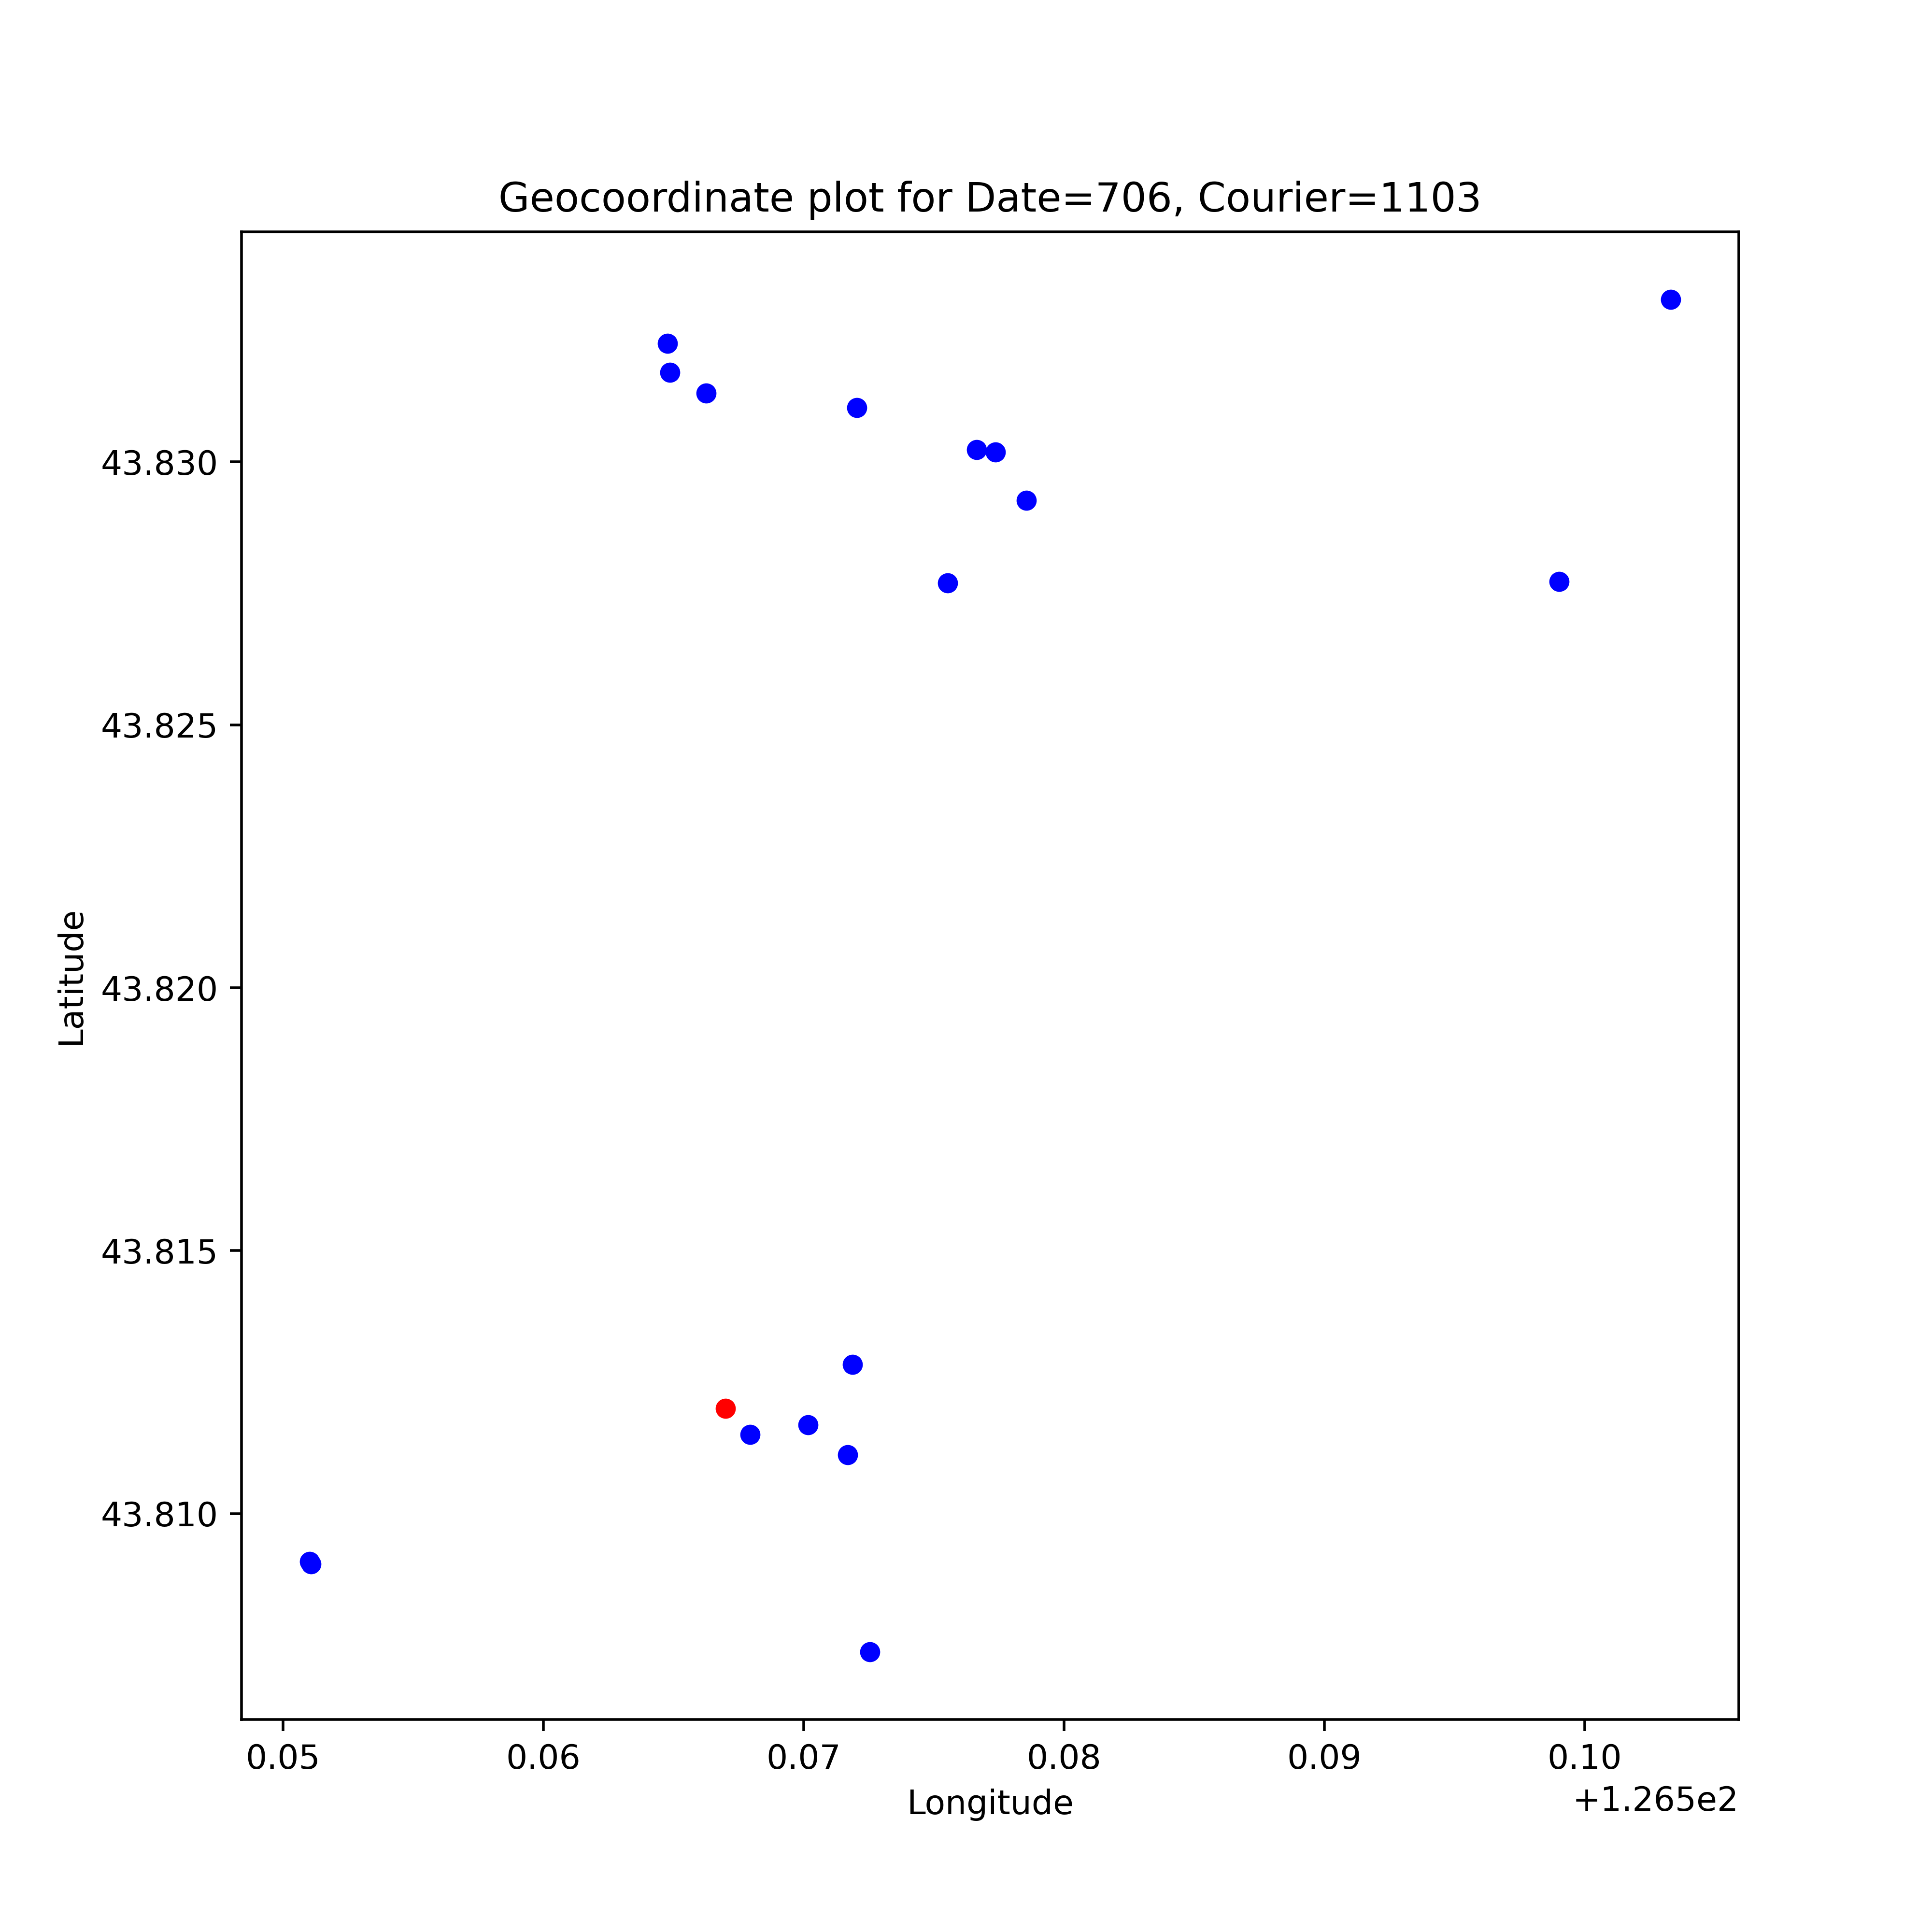 Geocoordinate plot for Date=706, Courier=1103
43.830
43.825
43.820
43.815
43.810
Latitude
0.05 0.06 0.07 0.08 0.09 0.10
+1.265e2
Longitude